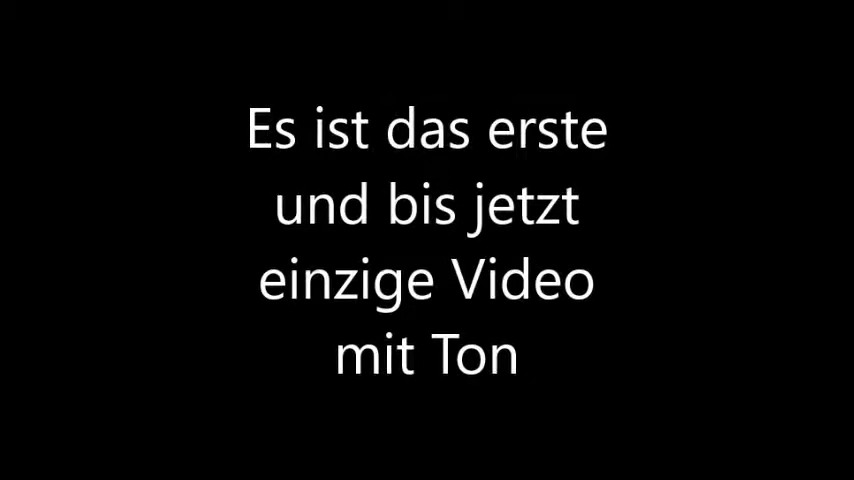 Es ist das erste
und bis jetzt
einzige Video
mit Ton